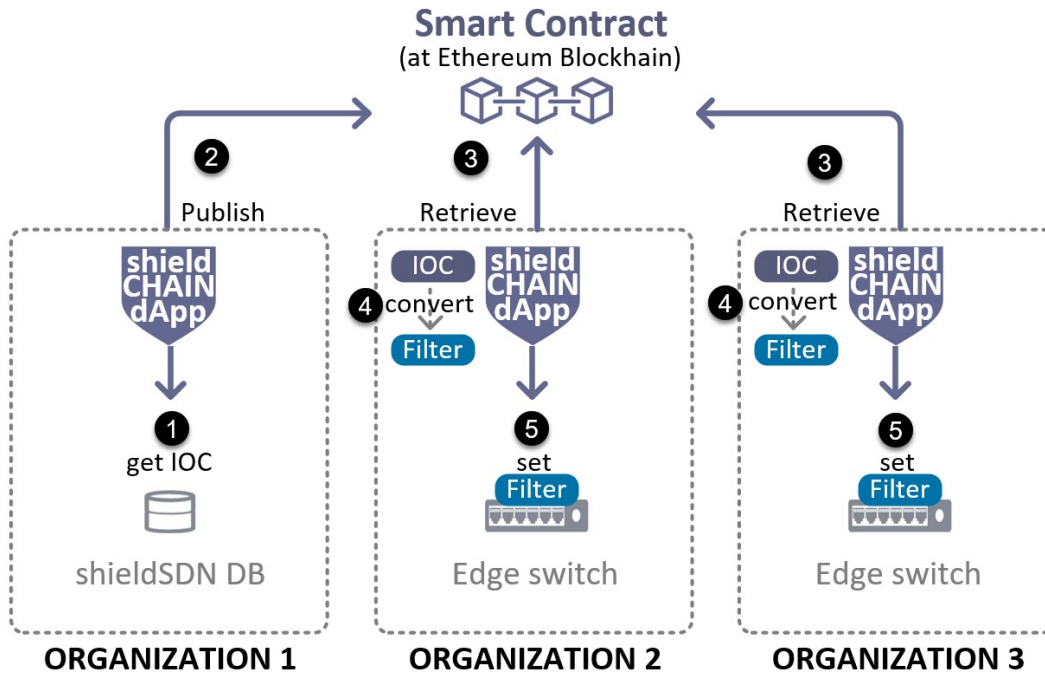 Smart Contract
(at Ethereum Blockhain)
2
3
3
Publish
Retrieve
Retrieve
shield
CHAIN
dApp
1
get IOC
shieldSDN DB
ORGANIZATION 1
IOC
4 convert
Filter
shield
CHAIN
dApp
5
set
Filter
Edge switch
ORGANIZATION 2
IOC
4 convert
Filter
shield
CHAIN
dApp
5
set
Filter
Edge switch
ORGANIZATION 3